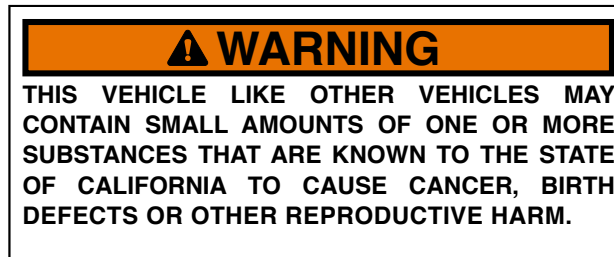 WARNING
THIS VEHICLE LIKE OTHER VEHICLES MAY
CONTAIN SMALL AMOUNTS OF ONE OR MORE
SUBSTANCES THAT ARE KNOWN TO THE STATE
OF CALIFORNIA TO CAUSE CANCER, BIRTH
DEFECTS OR OTHER REPRODUCTIVE HARM.